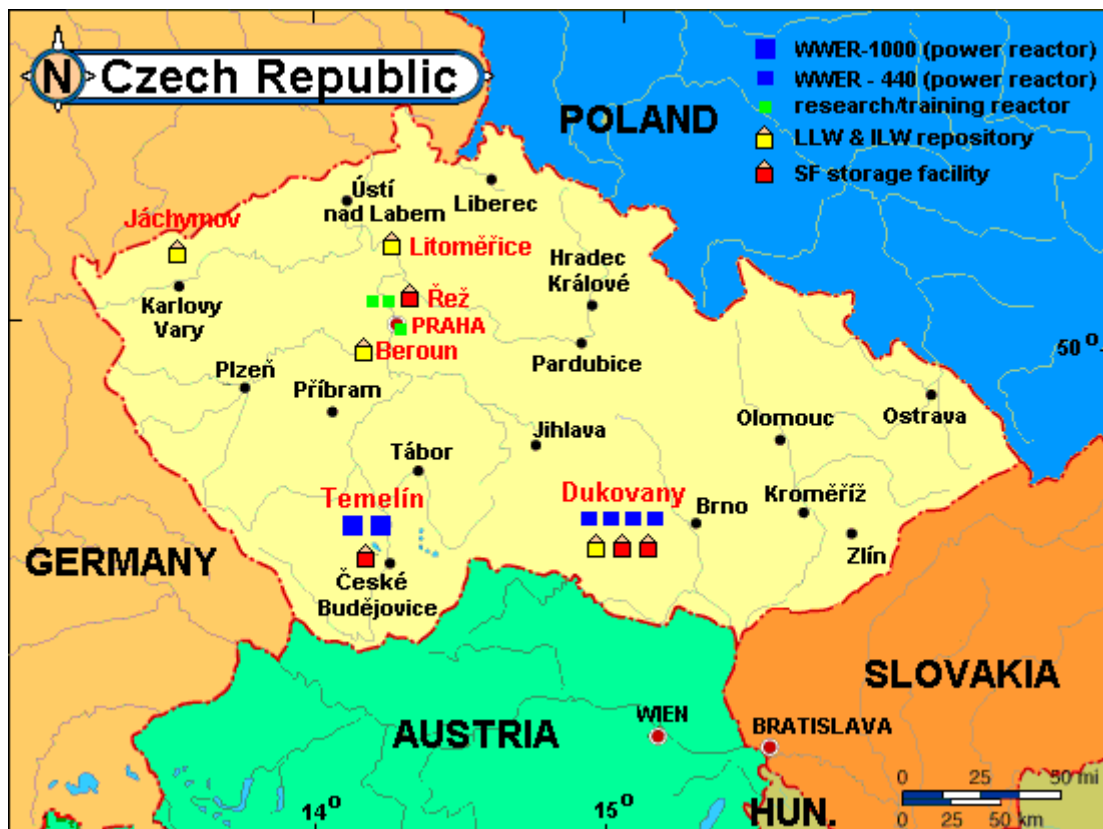 N
Czech Republic
WWER-1000 (power reactor)
WWER - 440 (power reactor)
research/training reactor
LLW & ILW repository
SF storage facility
POLAND
Ústí
nad Labem
Liberec
Jáchymov
Litoměřice
Hradec
Králové
Karlovy
Vary
Řež
PRAHA
Beroun
Pardubice
50 o
Plzeň
Příbram
Ostrava
Olomouc
Jihlava
Tábor
Temelín
Dukovany
Brno
Kroměříž
Zlín
GERMANY
České
Budějovice
SLOVAKIA
AUSTRIA
WIEN
BRATISLAVA
0 25 50 mi
0 25 50 km
14 o
15 o
HUN.